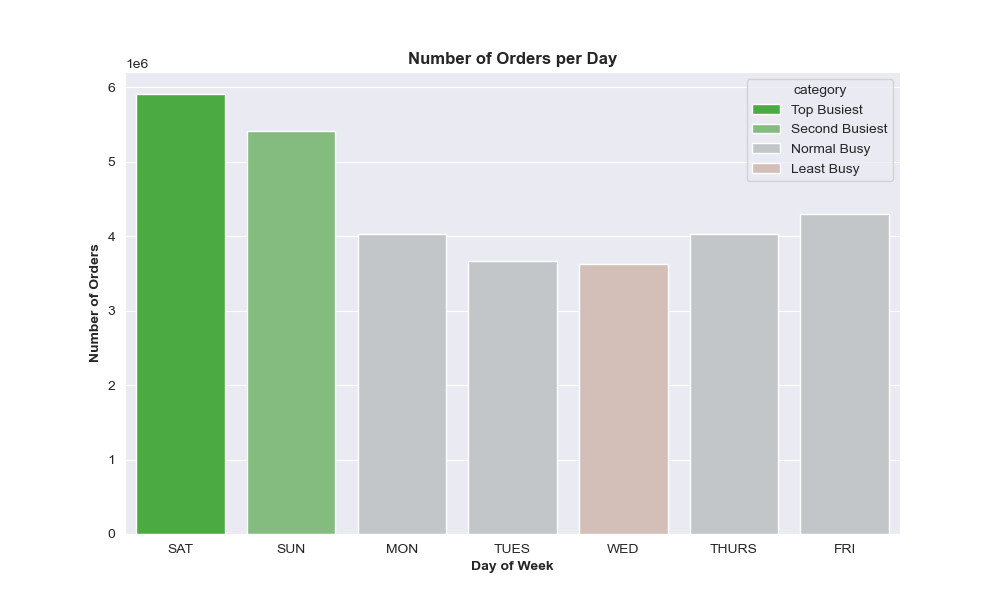 Number of Orders per Day
1e6
6
5
4
3
2
1
0
Number of Orders
category
Top Busiest
Second Busiest
Normal Busy
Least Busy
SAT SUN MON TUES WED THURS FRI
Day of Week